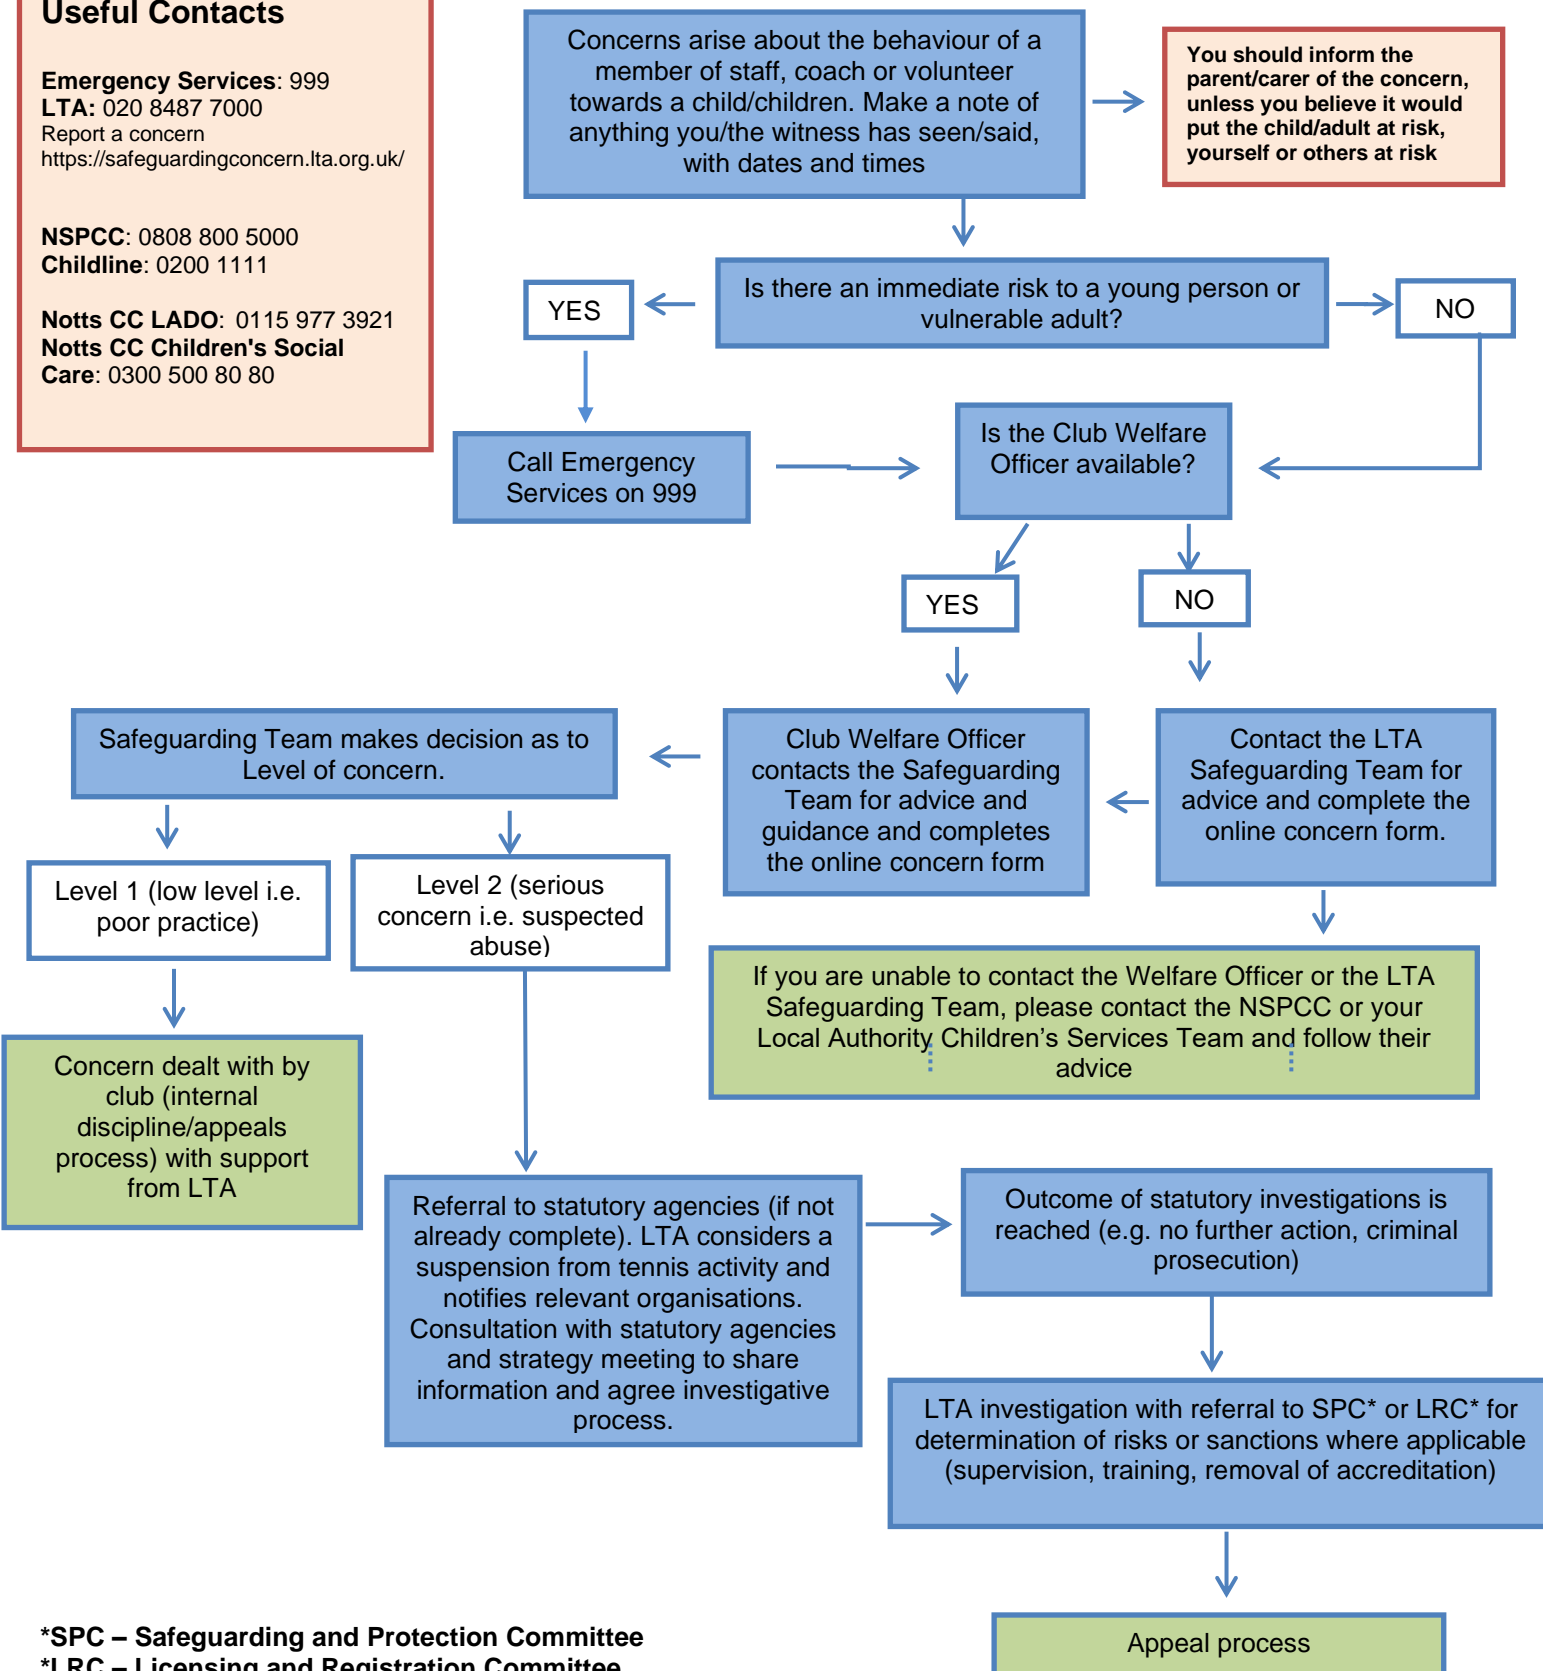 Useful Contacts
Emergency Services: 999
LTA: 020 8487 7000
Report a concern
https://safeguardingconcern.lta.org.uk/
NSPCC: 0808 800 5000
Childline: 0200 1111
Notts CC LADO: 0115 977 3921
Notts CC Children's Social
Care: 0300 500 80 80
Concerns arise about the behaviour of a
member of staff, coach or volunteer
towards a child/children. Make a note of
anything you/the witness has seen/said,
with dates and times
You should inform the
parent/carer of the concern,
unless you believe it would
put the child/adult at risk,
yourself or others at risk
Is there an immediate risk to a young person or
vulnerable adult?
YES
NO
Call Emergency
Services on 999
Is the Club Welfare
Officer available?
YES
NO
Safeguarding Team makes decision as to
Level of concern.
Club Welfare Officer
contacts the Safeguarding
Team for advice and
guidance and completes
the online concern form
Contact the LTA
Safeguarding Team for
advice and complete the
online concern form.
Level 1 (low level i.e.
poor practice)
Level 2 (serious
concern i.e. suspected
abuse)
If you are unable to contact the Welfare Officer or the LTA
Safeguarding Team, please contact the NSPCC or your
Local Authority Children’s Services Team and follow their
advice
Concern dealt with by
club (internal
discipline/appeals
process) with support
from LTA
Referral to statutory agencies (if not
already complete). LTA considers a
suspension from tennis activity and
notifies relevant organisations.
Consultation with statutory agencies
and strategy meeting to share
information and agree investigative
process.
Outcome of statutory investigations is
reached (e.g. no further action, criminal
prosecution)
LTA investigation with referral to SPC* or LRC* for
determination of risks or sanctions where applicable
(supervision, training, removal of accreditation)
Appeal process
*SPC – Safeguarding and Protection Committee
*LRC – Licensing and Registration Committee